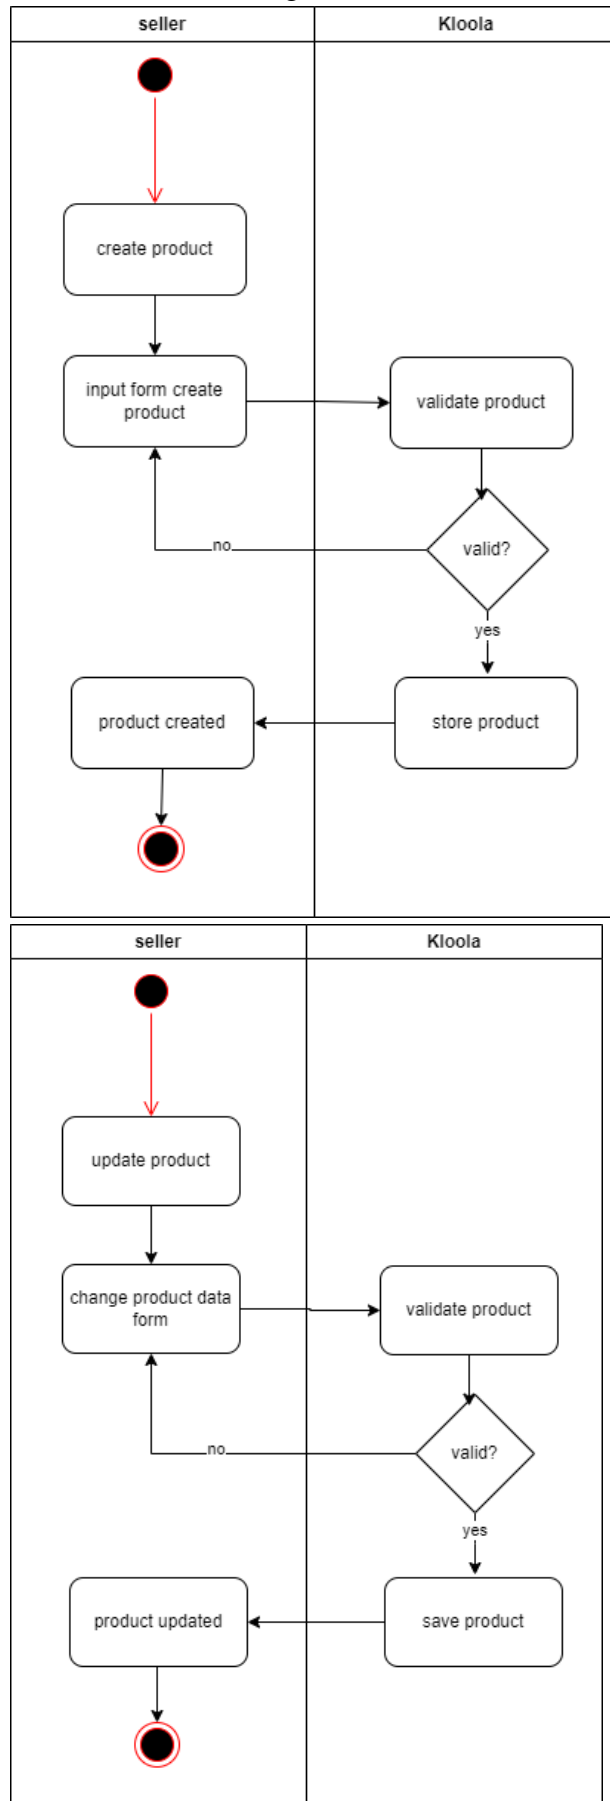 seller
Kloola
create product
input form create
product
validate product
valid?
no
yes
product created
store product
seller
Kloola
update product
change product data
form
validate product
valid?
no
yes
product updated
save product